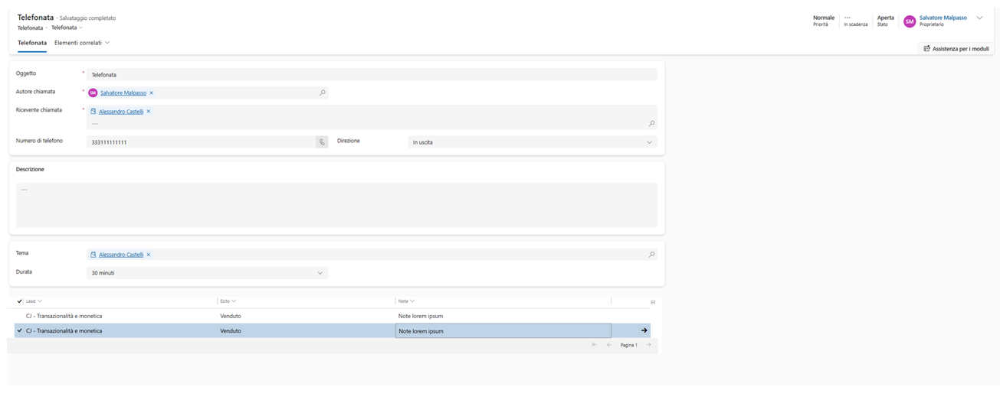 Telefonata - Salvataggio completato
Telefonata · Telefonata
Normale
Priorità
---
In scadenza
Aperta
Stato
SM
Salvatore Malpasso
Proprietario
Telefonata Elementi correlati
Assistenza per i moduli
Oggetto * Telefonata
Autore chiamata * SM Salvatore Malpasso ×
Ricevente chiamata * Alessandro Castelli ×
---
Numero di telefono 333111111111 Direzione In uscita
Descrizione
---
Tema Alessandro Castelli ×
Durata 30 minuti
Lead Esito Note
CJ - Transazionalità e monetica Venduto Note lorem ipsum
CJ - Transazionalità e monetica Venduto Note lorem ipsum
Pagina 1